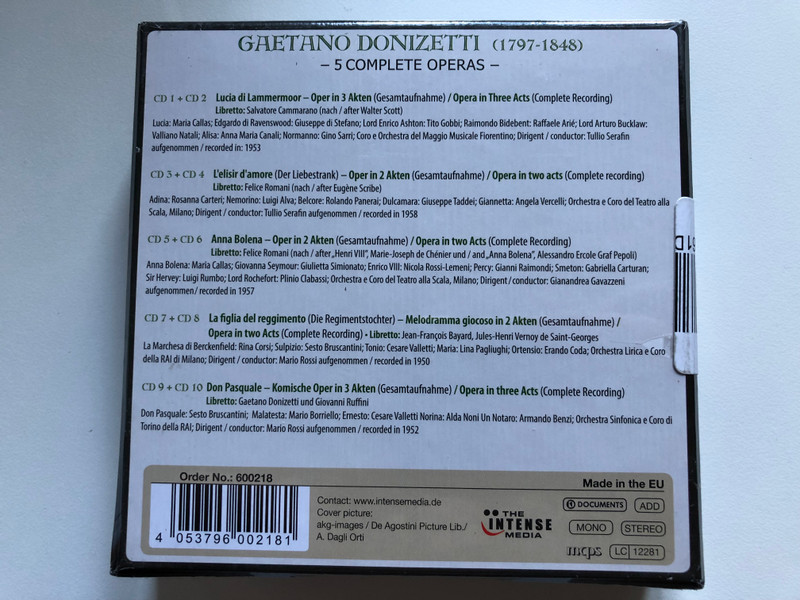 GAETANO DONIZETTI (1797-1848)
– 5 COMPLETE OPERAS –
CD 1 + CD 2 Lucia di Lammermoor – Oper in 3 Akten (Gesamtaufnahme) / Opera in Three Acts (Complete Recording)
Libretto: Salvatore Cammarano (nach / after Walter Scott)
Lucia: Maria Callas; Edgardo di Ravenswood: Giuseppe di Stefano; Lord Enrico Ashton: Tito Gobbi; Raimondo Bidebent: Raffaele Arié; Lord Arturo Bucklaw:
Valliano Natali; Alisa: Anna Maria Canali; Normanno: Gino Sarri; Coro e Orchestra del Maggio Musicale Fiorentino; Dirigent / conductor: Tullio Serafin
aufgenommen / recorded in: 1953
CD 3 + CD 4 L'elisir d'amore (Der Liebestrank) – Oper in 2 Akten (Gesamtaufnahme) / Opera in two acts (Complete recording)
Libretto: Felice Romani (nach / after Eugène Scribe)
Adina: Rosanna Carteri; Nemorino: Luigi Alva; Belcore: Rolando Panerai; Dulcamara: Giuseppe Taddei; Giannetta: Angela Vercelli; Orchestra e Coro del Teatro alla
Scala, Milano; Dirigent / conductor: Tullio Serafin aufgenommen / recorded in 1958
CD 5 + CD 6 Anna Bolena – Oper in 2 Akten (Gesamtaufnahme) / Opera in two Acts (Complete Recording)
Libretto: Felice Romani (nach / after „Henri VIII", Marie-Joseph de Chénier und / and „Anna Bolena", Alessandro Ercole Graf Pepoli)
Anna Bolena: Maria Callas; Giovanna Seymour: Giulietta Simionato; Enrico VIII: Nicola Rossi-Lemeni; Percy: Gianni Raimondi; Smeton: Gabriella Carturan;
Sir Hervey: Luigi Rumbo; Lord Rochefort: Plinio Clabassi; Orchestra e Coro del Teatro alla Scala, Milano; Dirigent / conductor: Gianandrea Gavazzeni
aufgenommen / recorded in 1957
CD 7 + CD 8 La figlia del reggimento (Die Regimentstochter) – Melodramma giocoso in 2 Akten (Gesamtaufnahme) /
Opera in two Acts (Complete Recording) • Libretto: Jean-François Bayard, Jules-Henri Vernoy de Saint-Georges
La Marchesa di Berckenfeld: Rina Corsi; Sulpizio: Sesto Bruscantini; Tonio: Cesare Valletti; Maria: Lina Pagliughi; Ortensio: Erando Coda; Orchestra Lirica e Coro
della RAI di Milano; Dirigent / conductor: Mario Rossi aufgenommen / recorded in 1950
CD 9 + CD 10 Don Pasquale – Komische Oper in 3 Akten (Gesamtaufnahme) / Opera in three Acts (Complete Recording)
Libretto: Gaetano Donizetti und Giovanni Ruffini
Don Pasquale: Sesto Bruscantini; Malatesta: Mario Borriello; Ernesto: Cesare Valletti Norina: Alda Noni Un Notaro: Armando Benzi; Orchestra Sinfonica e Coro di
Torino della RAI; Dirigent / conductor: Mario Rossi aufgenommen / recorded in 1952
Order No.: 600218
4 053796 002181
Contact: www.intensemedia.de
Cover picture:
akg-images / De Agostini Picture Lib./
A. Dagli Orti
THE
INTENSE
MEDIA
Made in the EU
DOCUMENTS
ADD
MONO
STEREO
mcps
LC 12281